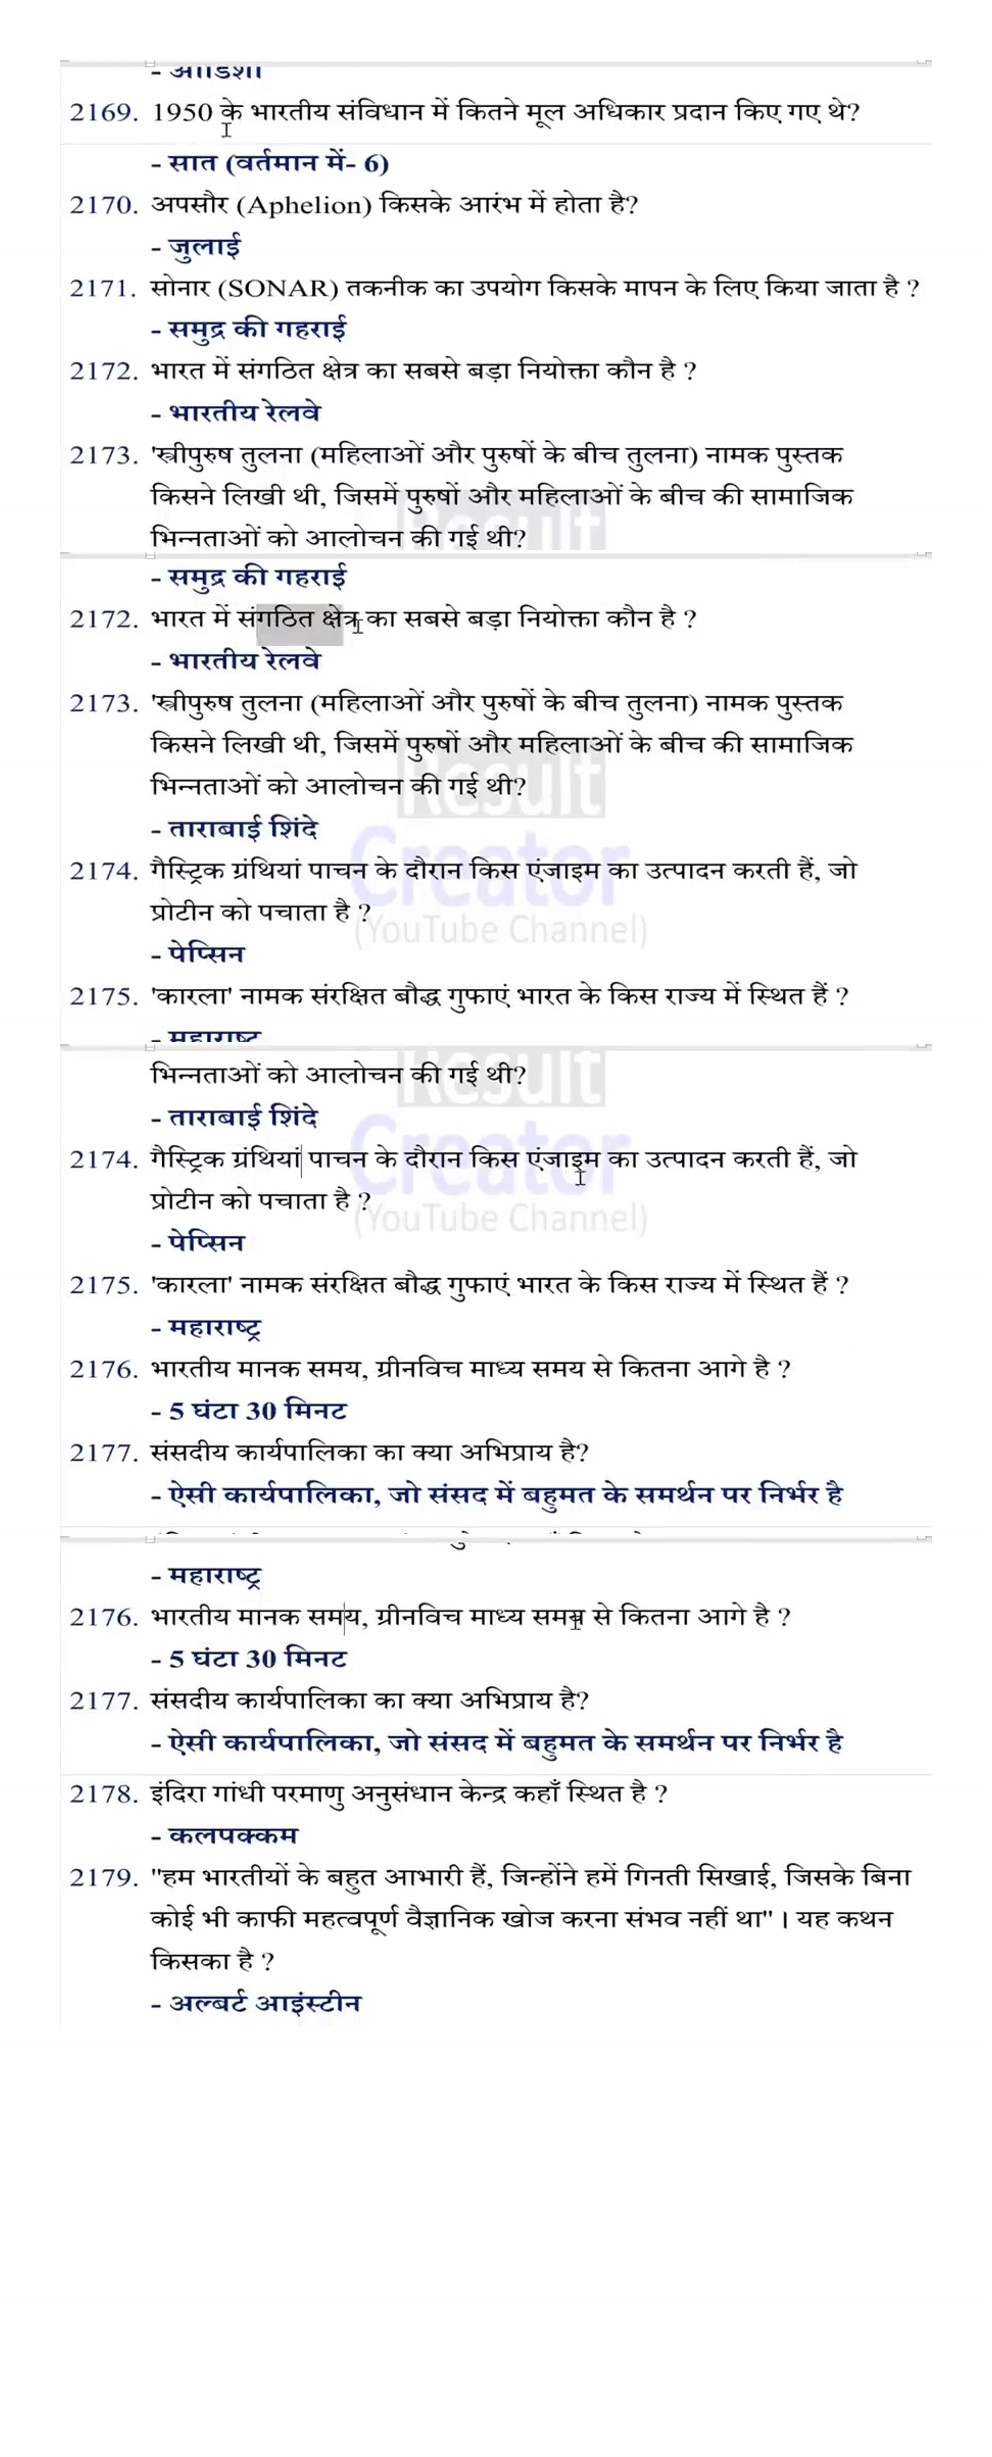 - ओडिशा
2169. 1950 के भारतीय संविधान में कितने मूल अधिकार प्रदान किए गए थे?
- सात (वर्तमान में- 6)
2170. अपसौर (Aphelion) किसके आरंभ में होता है?
- जुलाई
2171. सोनार (SONAR) तकनीक का उपयोग किसके मापन के लिए किया जाता है ?
- समुद्र की गहराई
2172. भारत में संगठित क्षेत्र का सबसे बड़ा नियोक्ता कौन है ?
- भारतीय रेलवे
2173. 'स्त्रीपुरुष तुलना (महिलाओं और पुरुषों के बीच तुलना) नामक पुस्तक
किसने लिखी थी, जिसमें पुरुषों और महिलाओं के बीच की सामाजिक
भिन्नताओं को आलोचन की गई थी?
Result
- समुद्र की गहराई
2172. भारत में संगठित क्षेत्र का सबसे बड़ा नियोक्ता कौन है ?
- भारतीय रेलवे
2173. 'स्त्रीपुरुष तुलना (महिलाओं और पुरुषों के बीच तुलना) नामक पुस्तक
किसने लिखी थी, जिसमें पुरुषों और महिलाओं के बीच की सामाजिक
भिन्नताओं को आलोचन की गई थी?
Result
- ताराबाई शिंदे
Creator
2174. गैस्ट्रिक ग्रंथियां पाचन के दौरान किस एंजाइम का उत्पादन करती हैं, जो
प्रोटीन को पचाता है ?
(YouTube Channel)
- पेप्सिन
2175. 'कारला' नामक संरक्षित बौद्ध गुफाएं भारत के किस राज्य में स्थित हैं ?
- महाराष्ट्र
भिन्नताओं को आलोचन की गई थी?
Result
- ताराबाई शिंदे
Creator
2174. गैस्ट्रिक ग्रंथियां पाचन के दौरान किस एंजाइम का उत्पादन करती हैं, जो
प्रोटीन को पचाता है ?
(YouTube Channel)
- पेप्सिन
2175. 'कारला' नामक संरक्षित बौद्ध गुफाएं भारत के किस राज्य में स्थित हैं ?
- महाराष्ट्र
2176. भारतीय मानक समय, ग्रीनविच माध्य समय से कितना आगे है ?
- 5 घंटा 30 मिनट
2177. संसदीय कार्यपालिका का क्या अभिप्राय है?
- ऐसी कार्यपालिका, जो संसद में बहुमत के समर्थन पर निर्भर है
- महाराष्ट्र
2176. भारतीय मानक समय, ग्रीनविच माध्य समय से कितना आगे है ?
- 5 घंटा 30 मिनट
2177. संसदीय कार्यपालिका का क्या अभिप्राय है?
- ऐसी कार्यपालिका, जो संसद में बहुमत के समर्थन पर निर्भर है
2178. इंदिरा गांधी परमाणु अनुसंधान केन्द्र कहाँ स्थित है ?
- कलपक्कम
2179. "हम भारतीयों के बहुत आभारी हैं, जिन्होंने हमें गिनती सिखाई, जिसके बिना
कोई भी काफी महत्वपूर्ण वैज्ञानिक खोज करना संभव नहीं था"। यह कथन
किसका है ?
- अल्बर्ट आइंस्टीन